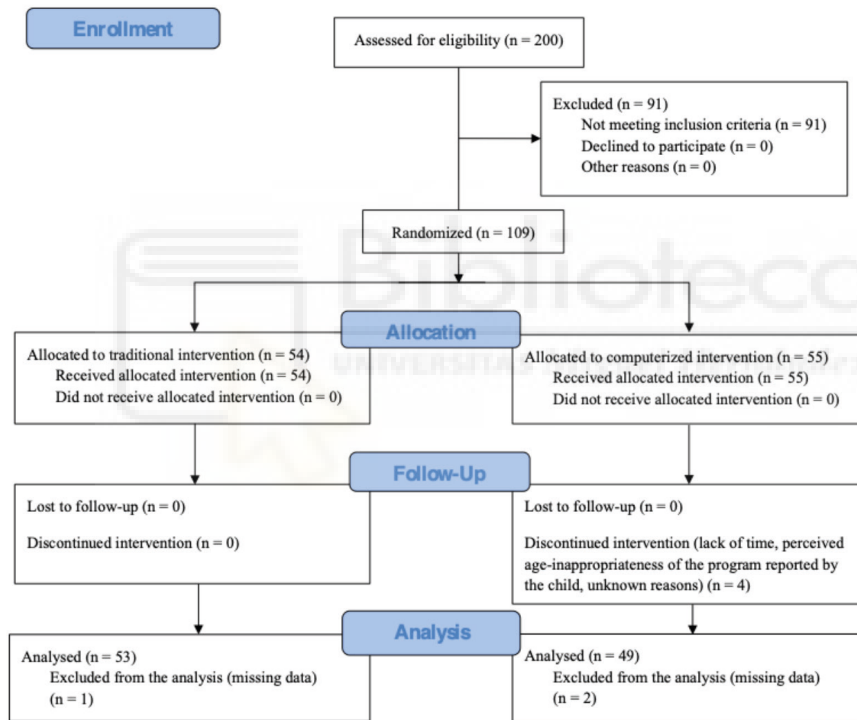 Enrollment
Assessed for eligibility (n = 200)
Excluded (n = 91)
Not meeting inclusion criteria (n = 91)
Declined to participate (n = 0)
Other reasons (n = 0)
Randomized (n = 109)
Biblioteca
Allocation
UNIVERSITAS Miguel Hernández
Allocated to traditional intervention (n = 54)
Received allocated intervention (n = 54)
Did not receive allocated intervention (n = 0)
Allocated to computerized intervention (n = 55)
Received allocated intervention (n = 55)
Did not receive allocated intervention (n = 0)
Follow-Up
Lost to follow-up (n = 0)
Discontinued intervention (n = 0)
Lost to follow-up (n = 0)
Discontinued intervention (lack of time, perceived
age-inappropriateness of the program reported by
the child, unknown reasons) (n = 4)
Analysis
Analysed (n = 53)
Excluded from the analysis (missing data)
(n = 1)
Analysed (n = 49)
Excluded from the analysis (missing data)
(n = 2)